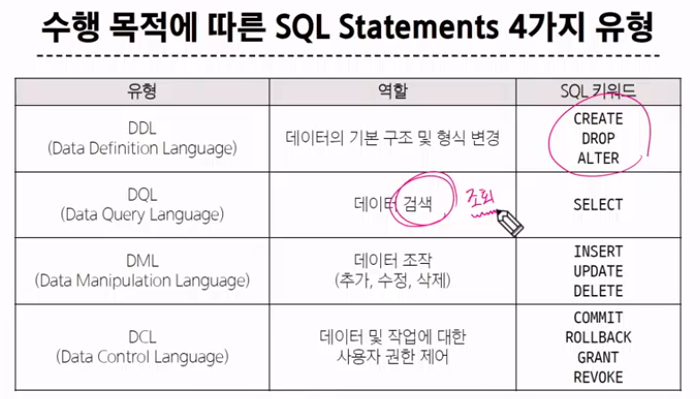 수행 목적에 따른 SQL Statements 4가지 유형
유형
역할
SQL 키워드
DDL
(Data Definition Language)
데이터의 기본 구조 및 형식 변경
CREATE
DROP
ALTER
DQL
(Data Query Language)
데이터 검색
조회
SELECT
DML
(Data Manipulation Language)
데이터 조작
(추가, 수정, 삭제)
INSERT
UPDATE
DELETE
DCL
(Data Control Language)
데이터 및 작업에 대한
사용자 권한 제어
COMMIT
ROLLBACK
GRANT
REVOKE